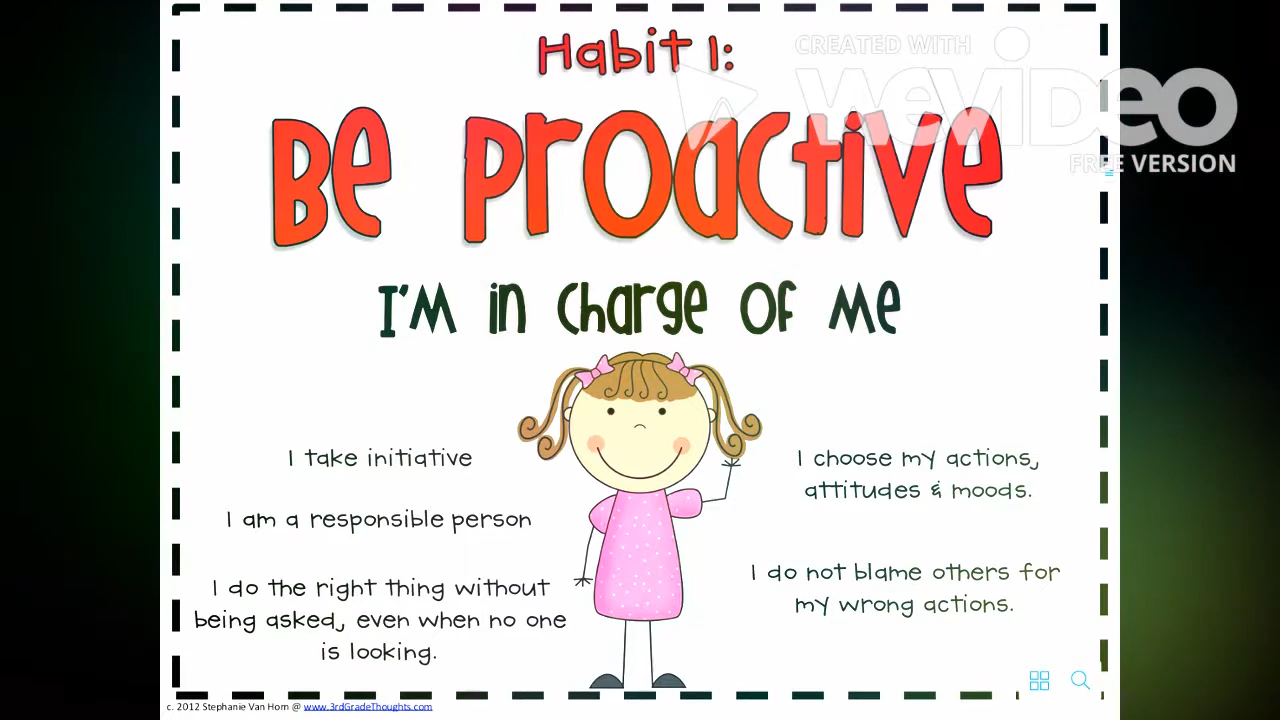 Habit 1:
CREATED WITH
WeVideo
FREE VERSION
Be Proactive
I'm in charge of me
I take initiative
I am a responsible person
I do the right thing without
being asked, even when no one
is looking.
I choose my actions,
attitudes & moods.
I do not blame others for
my wrong actions.
c. 2012 Stephanie Van Horn @ www.3rdGradeThoughts.com